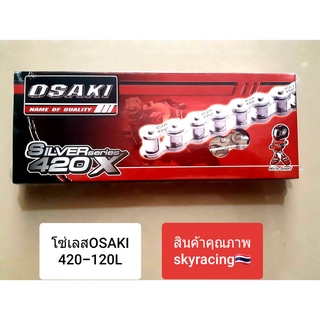 OSAKI
NAME OF QUALITY
SILVER series
420X
โซ่เลสOSAKI
420-120L
สินค้าคุณภาพ
skyracing🇹🇭